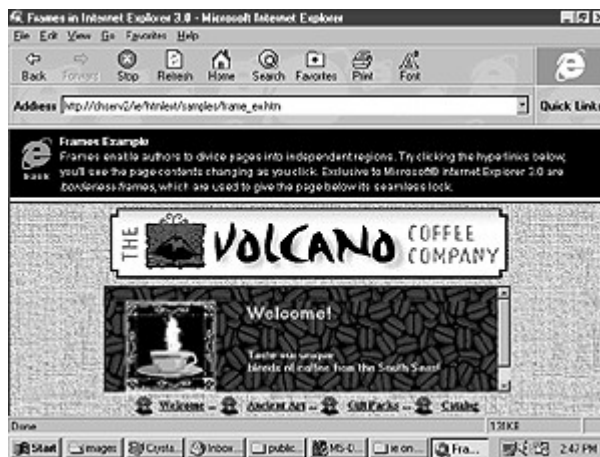 Frames in Internet Explorer 3.0 - Microsoft Internet Explorer
File Edit View Go Favorites Help
Back Forward Stop Refresh Home Search Favorites Print Font
Address http://chserv2/ie/htmlext/samples/frame_ex.htm Quick Links
Frames Example
Frames enable authors to divide pages into independent regions. Try clicking the hyperlinks below;
you'll see the page contents changing as you click. Exclusive to Microsoft® Internet Explorer 3.0 are
borderless frames, which are used to give the page below its seamless look.
BACK
THE VOLCANO COFFEE COMPANY
Welcome!
Taste our unique
blends of coffee from the South Seas!
Welcome -- Ancient Art -- Gift Packs -- Catalog
Done
Start images Crysta... Inbox... public... MS-D... ie on... Fra... 2:47 PM